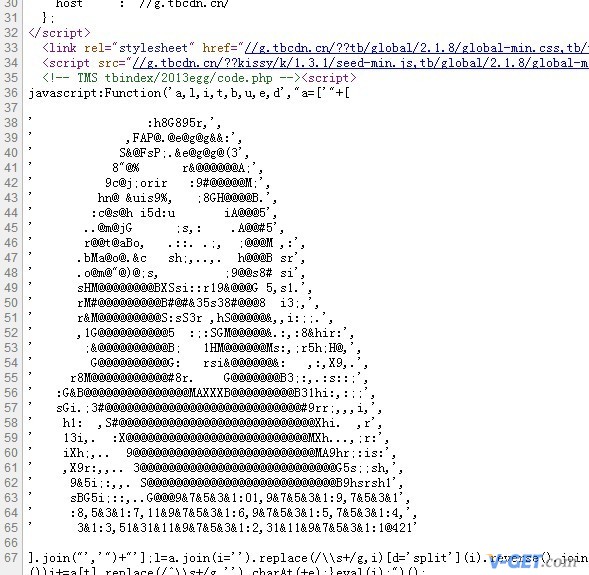 30 host : '//g.tbcdn.cn/'
31 };
32 </script>
33 <link rel="stylesheet" href="//g.tbcdn.cn/??tb/global/2.1.8/global-min.css,tb/
34 <script src="//g.tbcdn.cn/??kissy/k/1.3.1/seed-min.js,tb/global/2.1.8/global-m
35 <!-- TMS tbindex/2013egg/code.php --><script>
36 javascript:Function('a,l,i,t,b,u,e,d',"a=['"+[
37
38 ' :h8G895r,',
39 ' ,FAP@.@e@g@g&&:',
40 ' S&@FsP;.&e@g@g@(3',
41 ' 8"@% r&@@@@@@A;',
42 ' 9c@j;orir :9#@@@@@M;',
43 ' hn@ &uis9%, ;8GH@@@@B.',
44 ' :c@s@h i5d:u iA@@@5',
45 ' ..@m@jG ;s,: .A@@#5',
46 ' r@@t@aBo, .::. .:, ;@@@M ,:',
47 ' .bMa@o@.&c sh;,..,. h@@@B sr',
48 ' .o@m@"@)@;s, ;9@@s8# si',
49 ' sHM@@@@@@@@BXSsi::r19&@@@G 5,s1.',
50 ' rM#@@@@@@@@@B#@#&35s38#@@@8 i3;,',
51 ' r&M@@@@@@@@@S:sS3r ,hS@@@@@&,,i:;:.',
52 ' ,1G@@@@@@@@@5 :;:SGM@@@@&.:,:8&hir:',
53 ' ;&@@@@@@@@@@B; 1HM@@@@@Ms:,;r5h;H@,',
54 ' G@@@@@@@@@@@G: rsi&@@@@@@&: ,:,X9,.',
55 ' r8M@@@@@@@@@@@#8r. G@@@@@@@B3;:,.:s::;',
56 ' :G&B@@@@@@@@@@@@@@@MAXXXB@@@@@@@@@B31hi:,:;:',
57 ' sGi.;3#@@@@@@@@@@@@@@@@@@@@@@@@@@@@@#9rr;,,,i,',
58 ' h1: ,S#@@@@@@@@@@@@@@@@@@@@@@@@@@@@@Xhi. ,r',
59 ' 13i,. :X@@@@@@@@@@@@@@@@@@@@@@@@@@@MXh...,;r:',
60 ' iXh;,.. 9@@@@@@@@@@@@@@@@@@@@@@@@@MA9hr;:is:',
61 ' ,X9r:,,.. 3@@@@@@@@@@@@@@@@@@@@@@@@@G5s;;sh,',
62 ' 9&5i;:,,. S@@@@@@@@@@@@@@@@@@@@@@@B9hsrsh1',
63 ' sBG5i;::,..G@@@9&7&5&3&1:01,9&7&5&3&1:9,7&5&3&1',
64 ' :8,5&3&1:7,11&9&7&5&3&1:6,9&7&5&3&1:5,7&5&3&1:4,',
65 ' 3&1:3,51&31&11&9&7&5&3&1:2,31&11&9&7&5&3&1:1@421'
66
67 ].join("','")+"'];l=a.join(i='').replace(/\\s+/g,i)[d='split'](i).reverse().join
V-GET.com